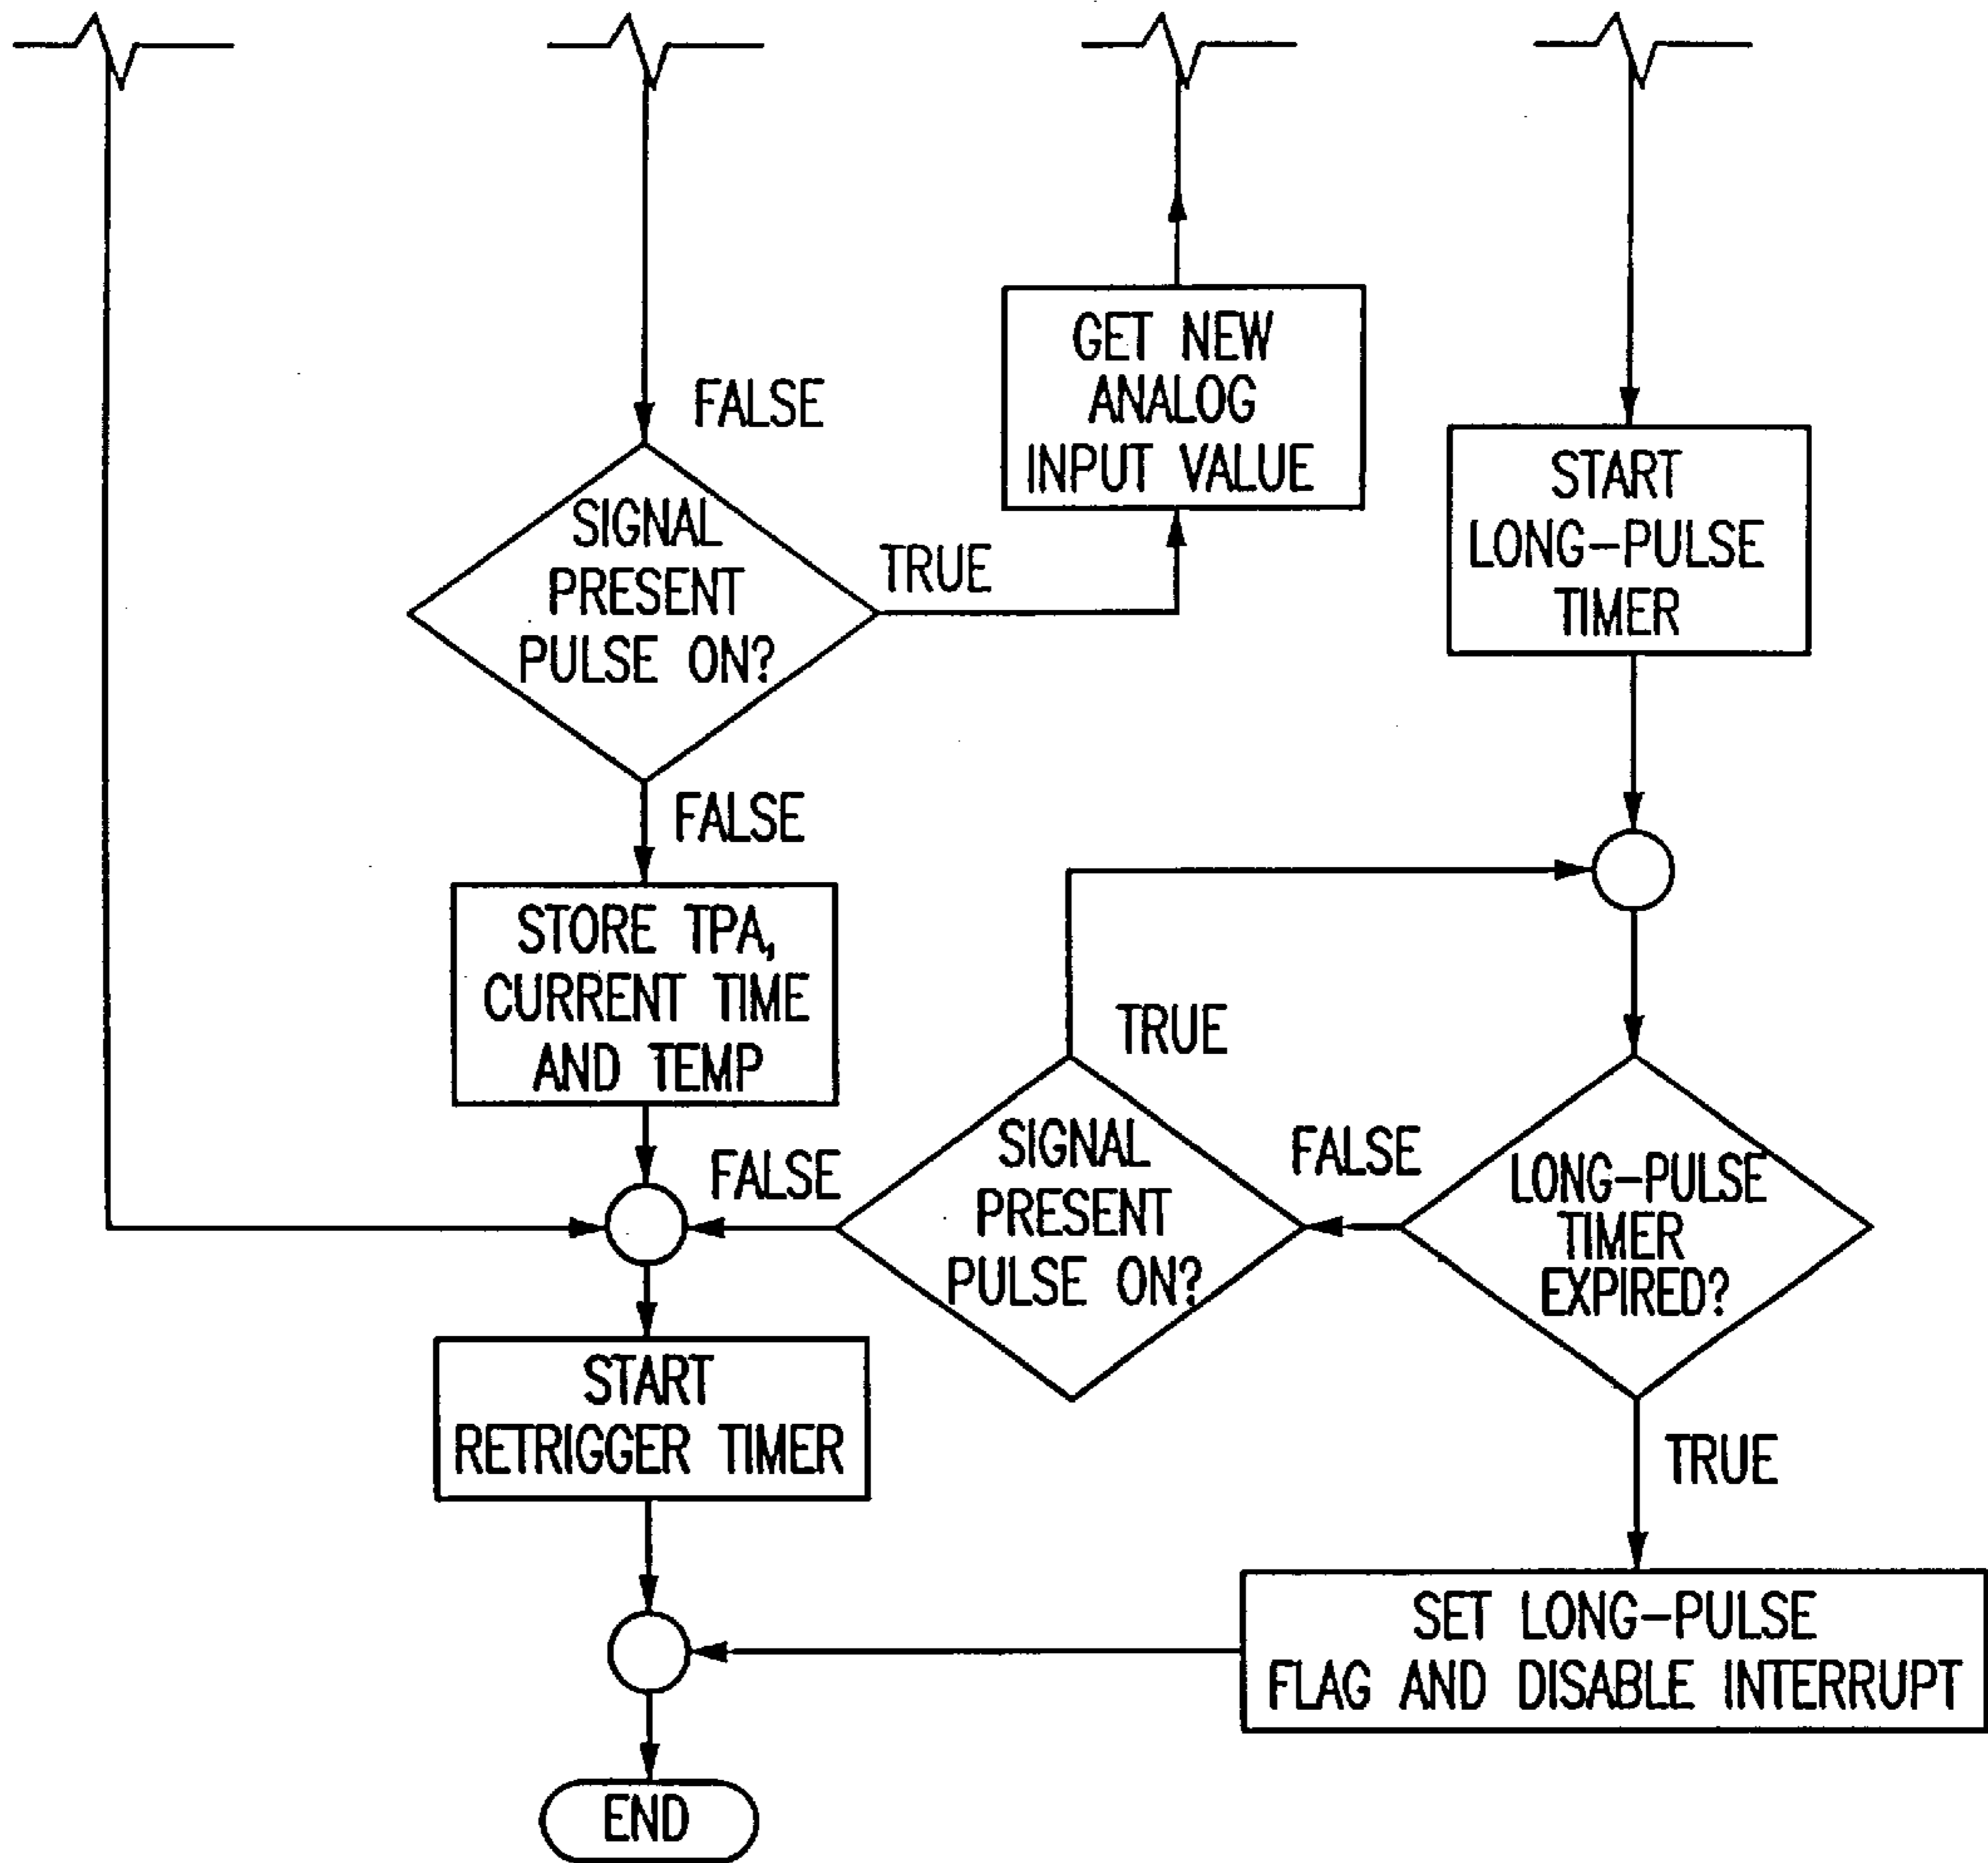 FALSE
GET NEW
ANALOG
INPUT VALUE
START
LONG-PULSE
TIMER
SIGNAL
PRESENT
PULSE ON?
TRUE
FALSE
STORE TPA,
CURRENT TIME
AND TEMP
TRUE
FALSE
SIGNAL
PRESENT
PULSE ON?
FALSE
LONG-PULSE
TIMER
EXPIRED?
START
RETRIGGER TIMER
TRUE
SET LONG-PULSE
FLAG AND DISABLE INTERRUPT
END